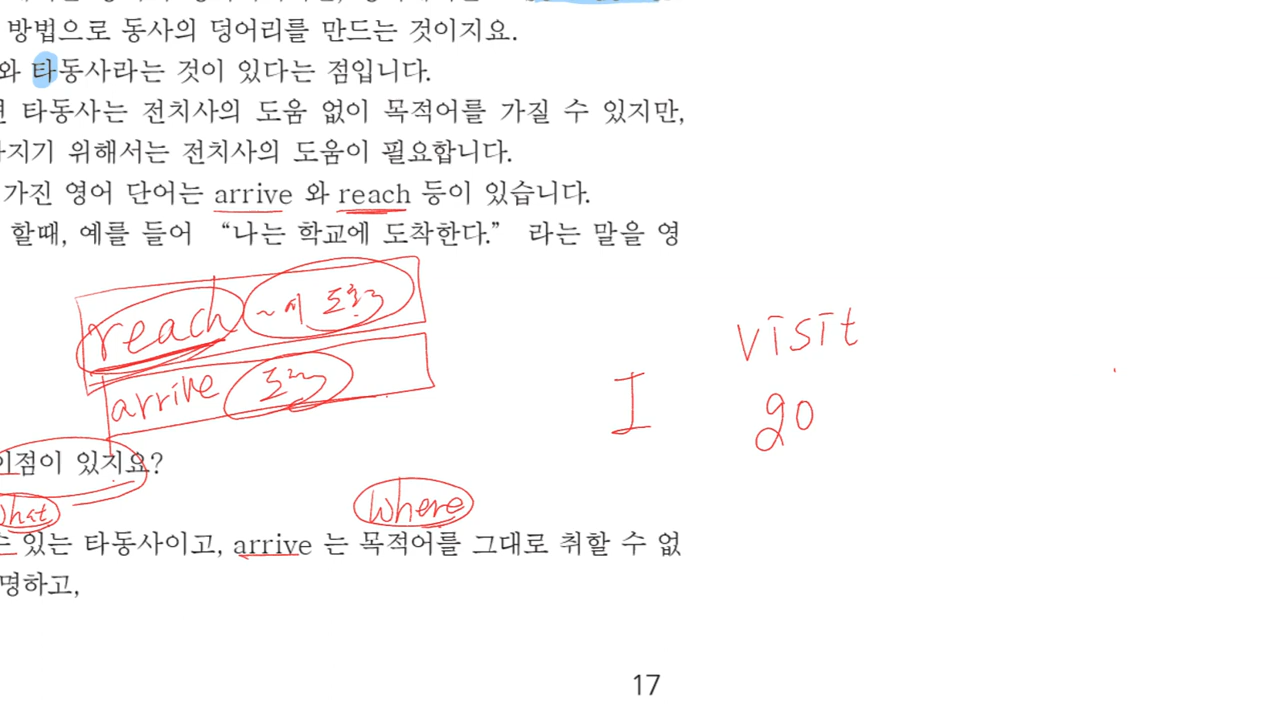 방법으로 동사의 덩어리를 만드는 것이지요.
와 타동사라는 것이 있다는 점입니다.
타동사는 전치사의 도움 없이 목적어를 가질 수 있지만,
가지기 위해서는 전치사의 도움이 필요합니다.
가진 영어 단어는 arrive 와 reach 등이 있습니다.
할때, 예를 들어 “나는 학교에 도착한다.” 라는 말을 영
reach
visit
arrive
I go
이점이 있지요?
what where
있는 타동사이고, arrive 는 목적어를 그대로 취할 수 없
명하고,
17